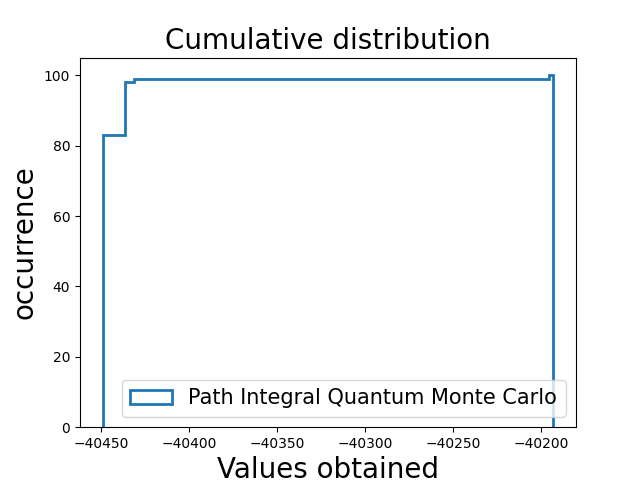 Cumulative distribution
100
80
60
40
20
0
occurrence
Path Integral Quantum Monte Carlo
−40450 −40400 −40350 −40300 −40250 −40200
Values obtained